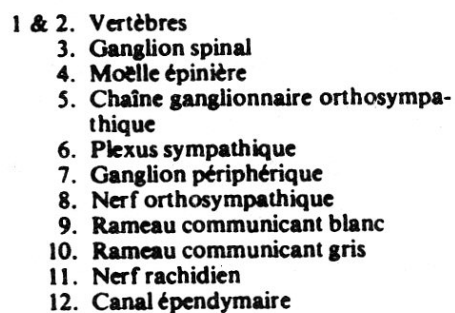 1 & 2. Vertèbres
3. Ganglion spinal
4. Moëlle épinière
5. Chaîne ganglionnaire orthosympa-
thique
6. Plexus sympathique
7. Ganglion périphérique
8. Nerf orthosympathique
9. Rameau communicant blanc
10. Rameau communicant gris
11. Nerf rachidien
12. Canal épendymaire